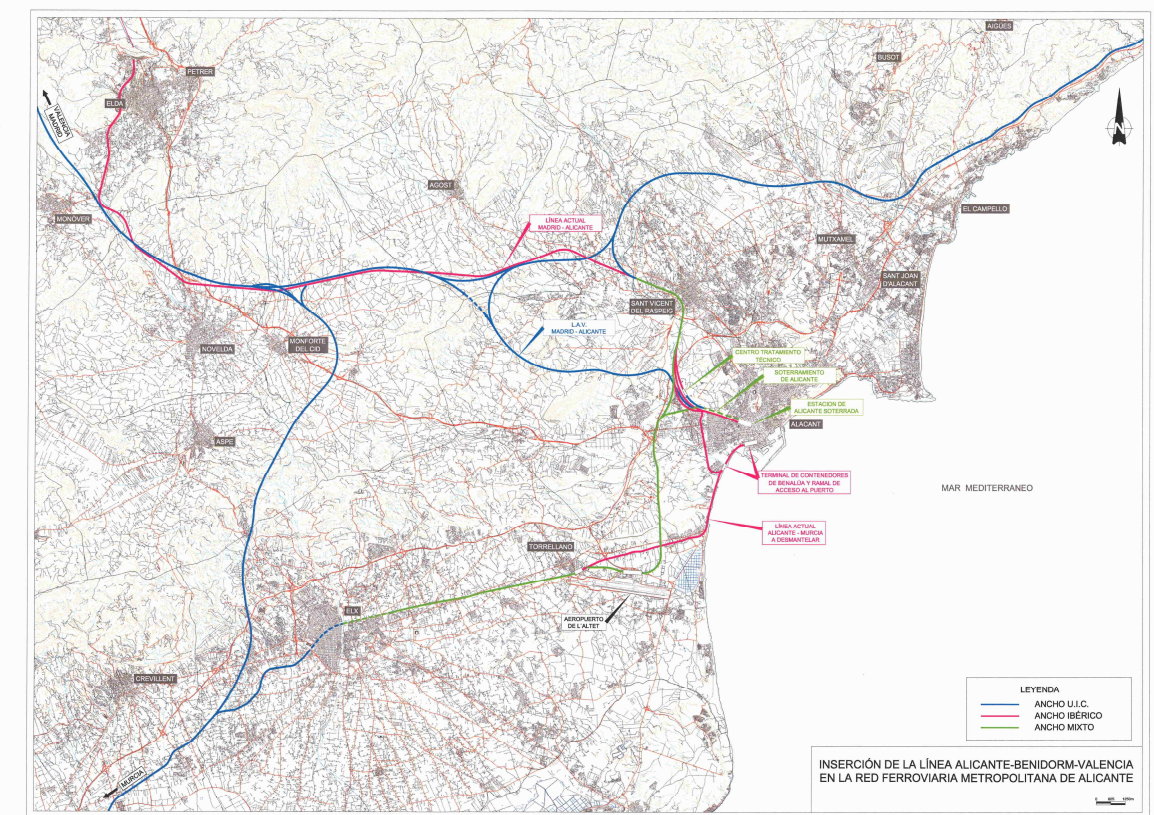 AIGÜES
BUSOT
PETRER
ELDA
VALENCIA
MADRID
AGOST
MONÒVER
LÍNEA ACTUAL
MADRID - ALICANTE
EL CAMPELLO
MUTXAMEL
SANT JOAN
D'ALACANT
SANT VICENT
DEL RASPEIG
L.A.V.
MADRID - ALICANTE
NOVELDA
MONFORTE
DEL CID
CENTRO TRATAMIENTO
TÉCNICO
SOTERRAMIENTO
DE ALICANTE
ESTACION DE
ALICANTE SOTERRADA
ALACANT
ASPE
TERMINAL DE CONTENEDORES
DE BENALÚA Y RAMAL DE
ACCESO AL PUERTO
MAR MEDITERRANEO
LÍNEA ACTUAL
ALICANTE - MURCIA
A DESMANTELAR
TORRELLANO
ELX
AEROPUERTO
DE L'ALTET
CREVILLENT
MURCIA
LEYENDA
ANCHO U.I.C.
ANCHO IBÉRICO
ANCHO MIXTO
INSERCIÓN DE LA LÍNEA ALICANTE-BENIDORM-VALENCIA
EN LA RED FERROVIARIA METROPOLITANA DE ALICANTE
0 625 1250m